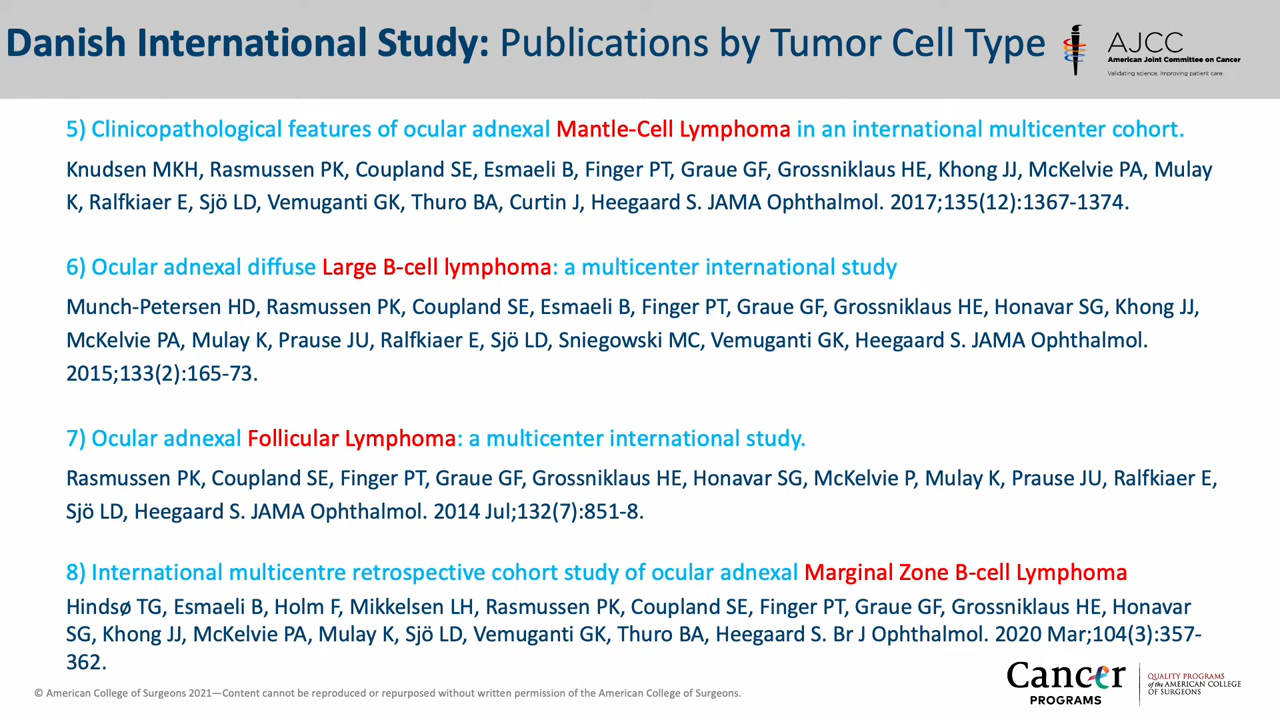 Danish International Study: Publications by Tumor Cell Type
AJCC
American Joint Committee on Cancer
Validating science. Improving patient care.
5) Clinicopathological features of ocular adnexal Mantle-Cell Lymphoma in an international multicenter cohort.
Knudsen MKH, Rasmussen PK, Coupland SE, Esmaeli B, Finger PT, Graue GF, Grossniklaus HE, Khong JJ, McKelvie PA, Mulay
K, Ralfkiaer E, Sjö LD, Vemuganti GK, Thuro BA, Curtin J, Heegaard S. JAMA Ophthalmol. 2017;135(12):1367-1374.
6) Ocular adnexal diffuse Large B-cell lymphoma: a multicenter international study
Munch-Petersen HD, Rasmussen PK, Coupland SE, Esmaeli B, Finger PT, Graue GF, Grossniklaus HE, Honavar SG, Khong JJ,
McKelvie PA, Mulay K, Prause JU, Ralfkiaer E, Sjö LD, Sniegowski MC, Vemuganti GK, Heegaard S. JAMA Ophthalmol.
2015;133(2):165-73.
7) Ocular adnexal Follicular Lymphoma: a multicenter international study.
Rasmussen PK, Coupland SE, Finger PT, Graue GF, Grossniklaus HE, Honavar SG, McKelvie P, Mulay K, Prause JU, Ralfkiaer E,
Sjö LD, Heegaard S. JAMA Ophthalmol. 2014 Jul;132(7):851-8.
8) International multicentre retrospective cohort study of ocular adnexal Marginal Zone B-cell Lymphoma
Hindsø TG, Esmaeli B, Holm F, Mikkelsen LH, Rasmussen PK, Coupland SE, Finger PT, Graue GF, Grossniklaus HE, Honavar
SG, Khong JJ, McKelvie PA, Mulay K, Sjö LD, Vemuganti GK, Thuro BA, Heegaard S. Br J Ophthalmol. 2020 Mar;104(3):357-
362.
© American College of Surgeons 2021—Content cannot be reproduced or repurposed without written permission of the American College of Surgeons.
Cancer
PROGRAMS
QUALITY PROGRAMS
of the AMERICAN COLLEGE
OF SURGEONS